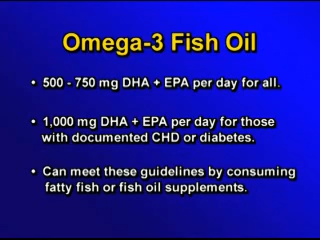 Omega-3 Fish Oil
• 500 - 750 mg DHA + EPA per day for all.
• 1,000 mg DHA + EPA per day for those
with documented CHD or diabetes.
• Can meet these guidelines by consuming
fatty fish or fish oil supplements.